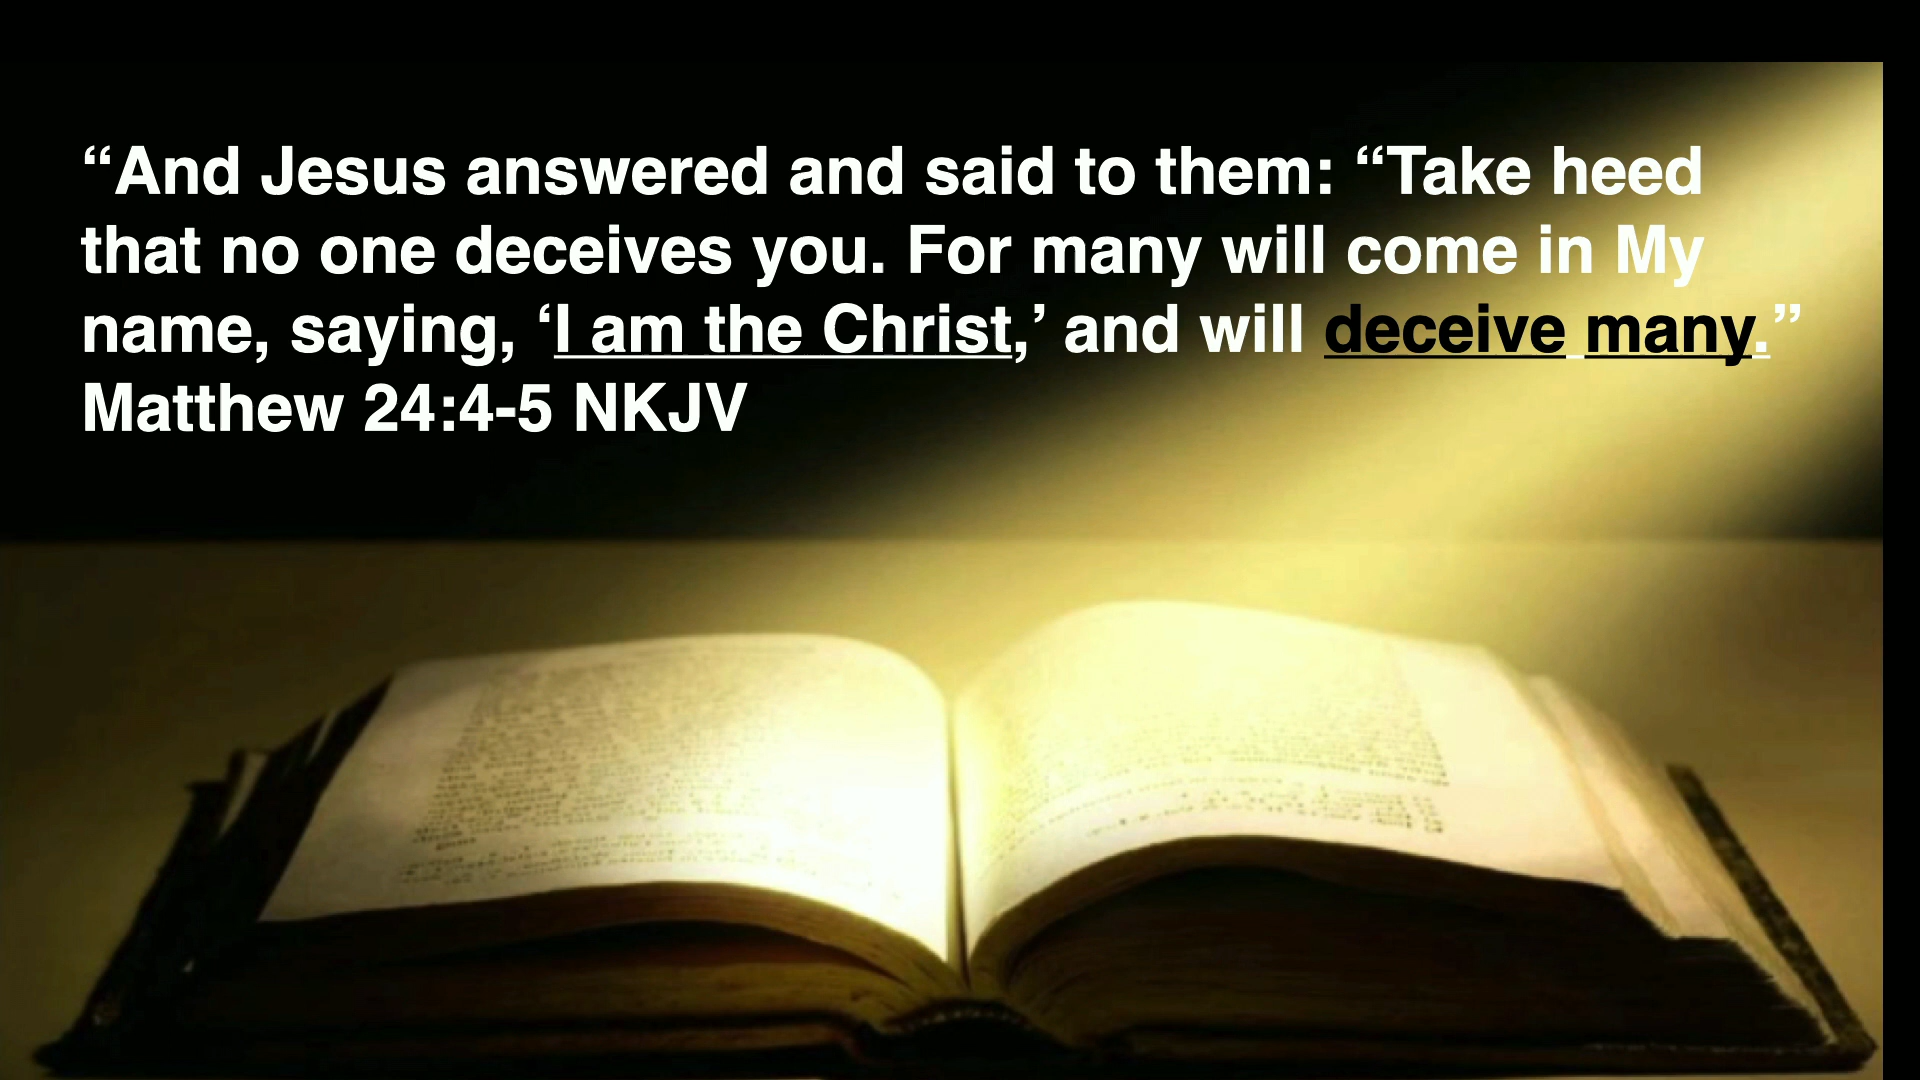 “And Jesus answered and said to them: “Take heed
that no one deceives you. For many will come in My
name, saying, ‘I am the Christ,’ and will deceive many.”
Matthew 24:4-5 NKJV